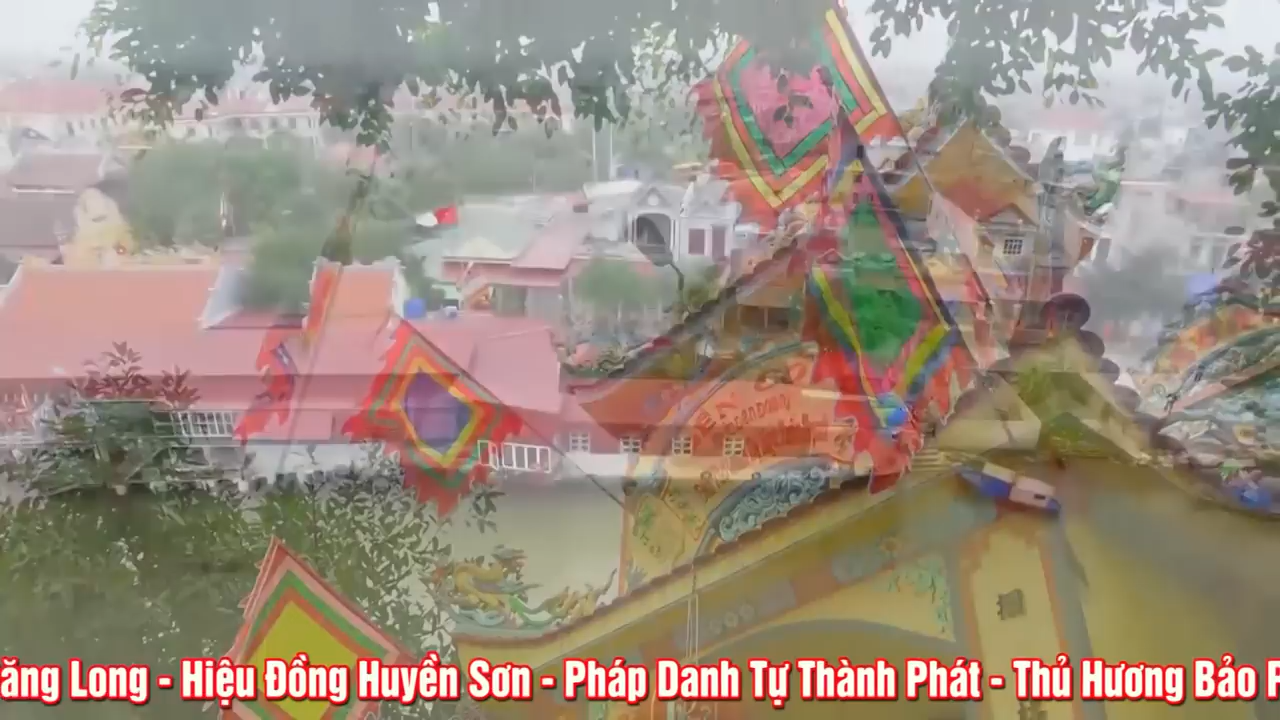 ăng Long - Hiệu Đồng Huyền Sơn - Pháp Danh Tự Thành Phát - Thủ Hương Bảo